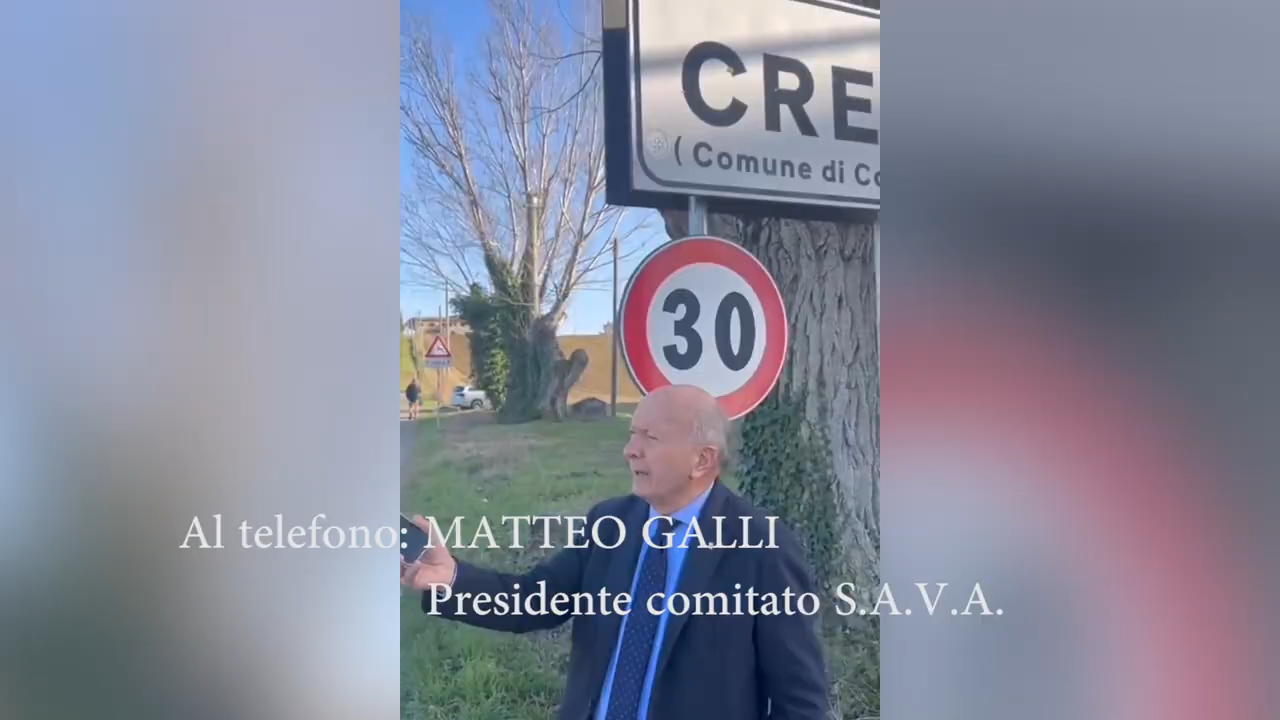 CRE
( Comune di Co
30
Al telefono: MATTEO GALLI
Presidente comitato S.A.V.A.